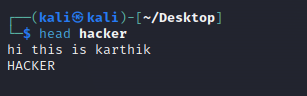 ┌──(kali㉿kali)-[~/Desktop]
└─$ head hacker
hi this is karthik
HACKER